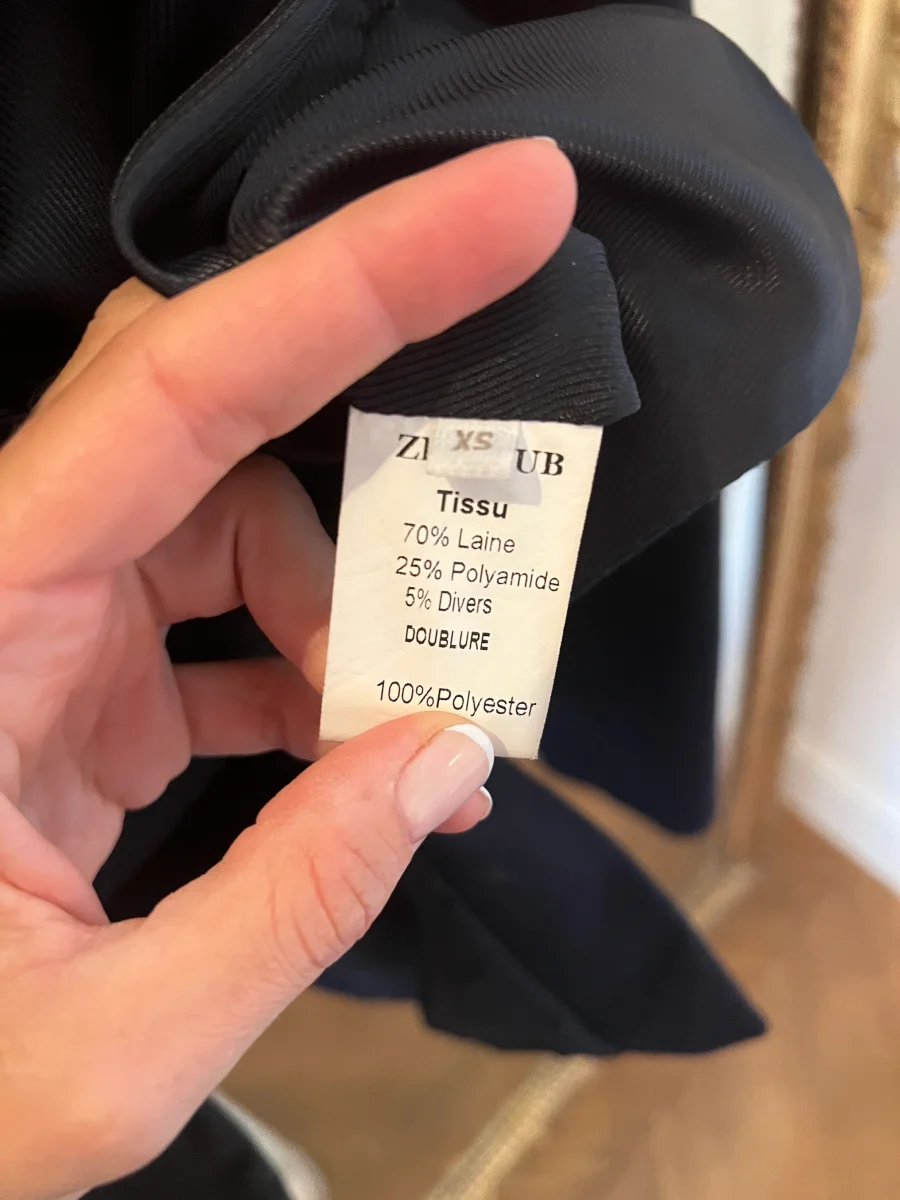 XS
UB
Tissu
70% Laine
25% Polyamide
5% Divers
DOUBLURE
100%Polyester